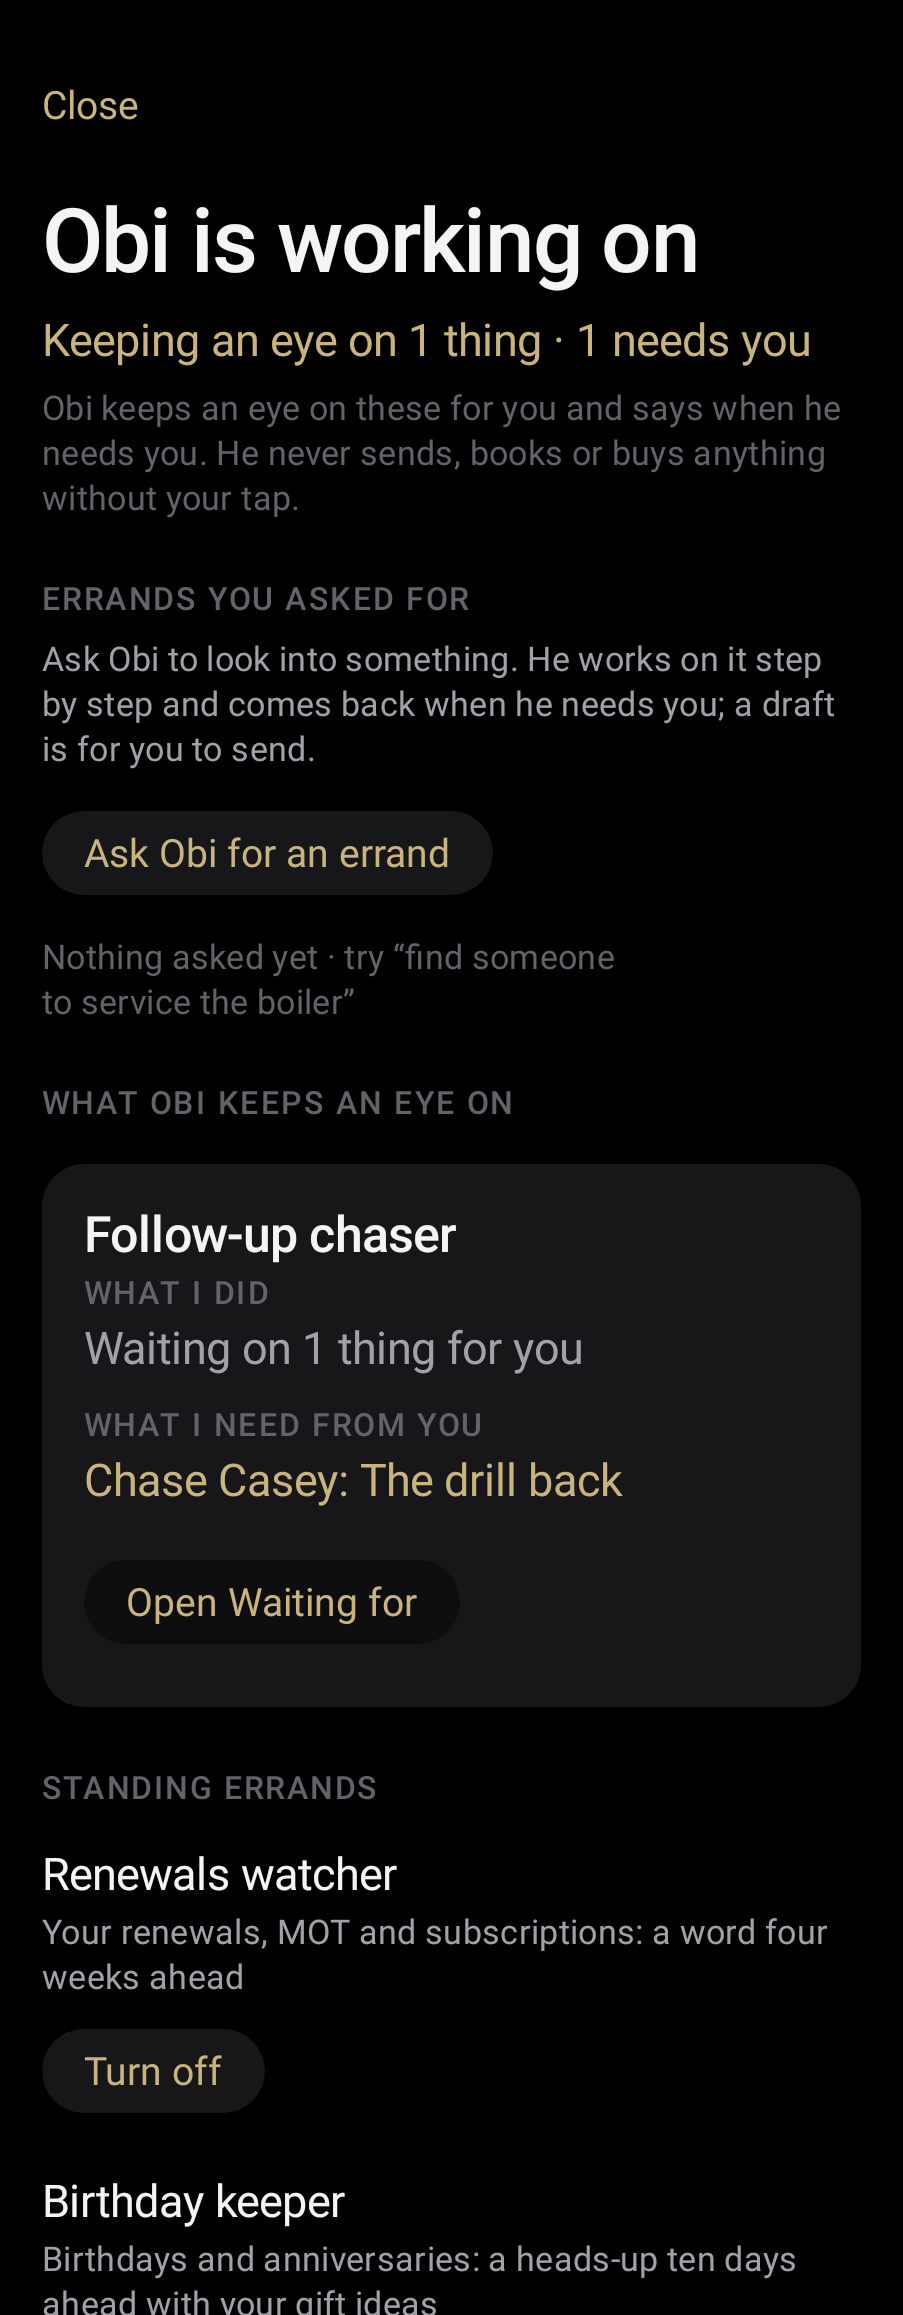 Close
Obi is working on
Keeping an eye on 1 thing · 1 needs you
Obi keeps an eye on these for you and says when he
needs you. He never sends, books or buys anything
without your tap.
ERRANDS YOU ASKED FOR
Ask Obi to look into something. He works on it step
by step and comes back when he needs you; a draft
is for you to send.
Ask Obi for an errand
Nothing asked yet · try “find someone
to service the boiler”
WHAT OBI KEEPS AN EYE ON
Follow-up chaser
WHAT I DID
Waiting on 1 thing for you
WHAT I NEED FROM YOU
Chase Casey: The drill back
Open Waiting for
STANDING ERRANDS
Renewals watcher
Your renewals, MOT and subscriptions: a word four
weeks ahead
Turn off
Birthday keeper
Birthdays and anniversaries: a heads-up ten days
ahead with your gift ideas